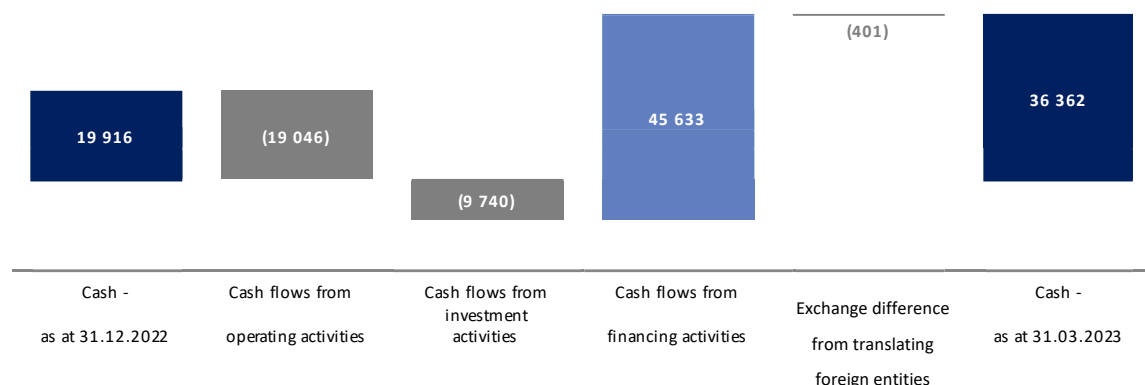 (401)
36 362
19 916
(19 046)
45 633
(9 740)
Cash -
as at 31.12.2022
Cash flows from
operating activities
Cash flows from
investment
activities
Cash flows from
financing activities
Exchange difference
from translating
foreign entities
Cash -
as at 31.03.2023